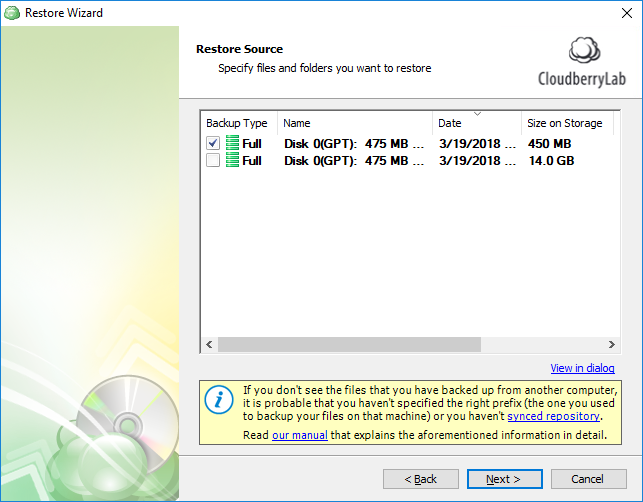 Restore Wizard
Restore Source
Specify files and folders you want to restore
CloudberryLab
Backup Type Name Date Size on Storage
Full Disk 0(GPT): 475 MB ... 3/19/2018 ... 450 MB
Full Disk 0(GPT): 475 MB ... 3/19/2018 ... 14.0 GB
View in dialog
If you don't see the files that you have backed up from another computer,
it is probable that you haven't specified the right prefix (the one you used
to backup your files on that machine) or you haven't synced repository.
Read our manual that explains the aforementioned information in detail.
< Back Next > Cancel